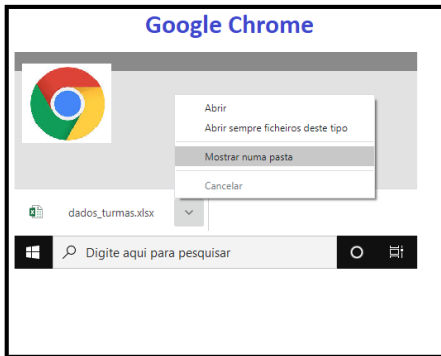 Google Chrome
Abrir
Abrir sempre ficheiros deste tipo
Mostrar numa pasta
Cancelar
dados_turmas.xlsx
Digite aqui para pesquisar